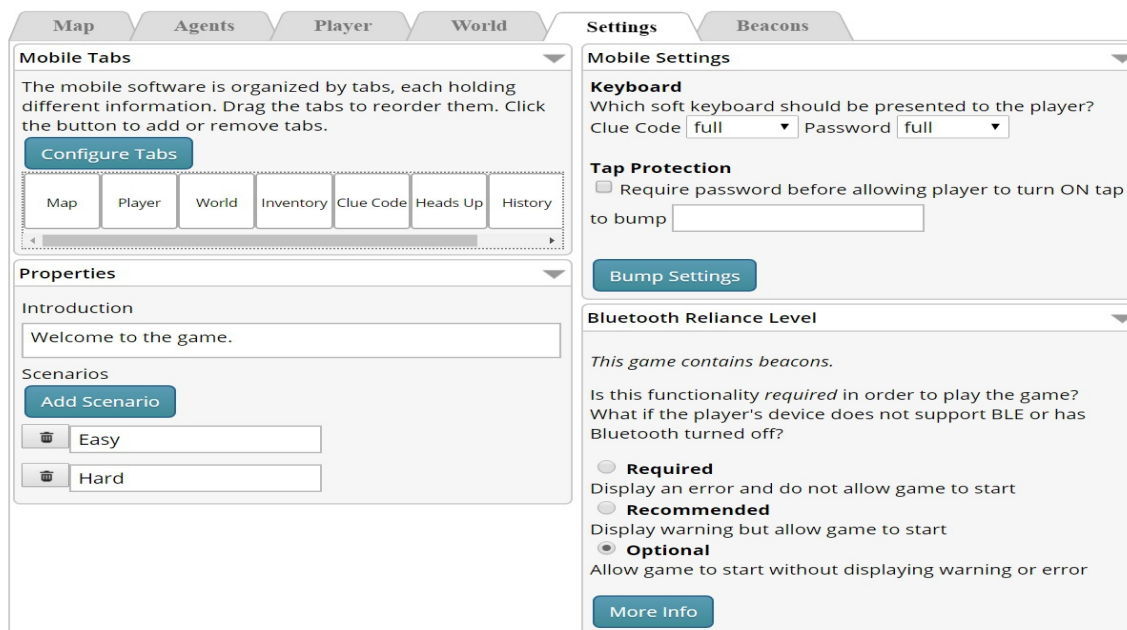 Map Agents Player World Settings Beacons
Mobile Tabs
The mobile software is organized by tabs, each holding
different information. Drag the tabs to reorder them. Click
the button to add or remove tabs.
Configure Tabs
Map Player World Inventory Clue Code Heads Up History
Properties
Introduction
Welcome to the game.
Scenarios
Add Scenario
Easy
Hard
Mobile Settings
Keyboard
Which soft keyboard should be presented to the player?
Clue Code full Password full
Tap Protection
Require password before allowing player to turn ON tap
to bump
Bump Settings
Bluetooth Reliance Level
This game contains beacons.
Is this functionality required in order to play the game?
What if the player's device does not support BLE or has
Bluetooth turned off?
Required
Display an error and do not allow game to start
Recommended
Display warning but allow game to start
Optional
Allow game to start without displaying warning or error
More Info